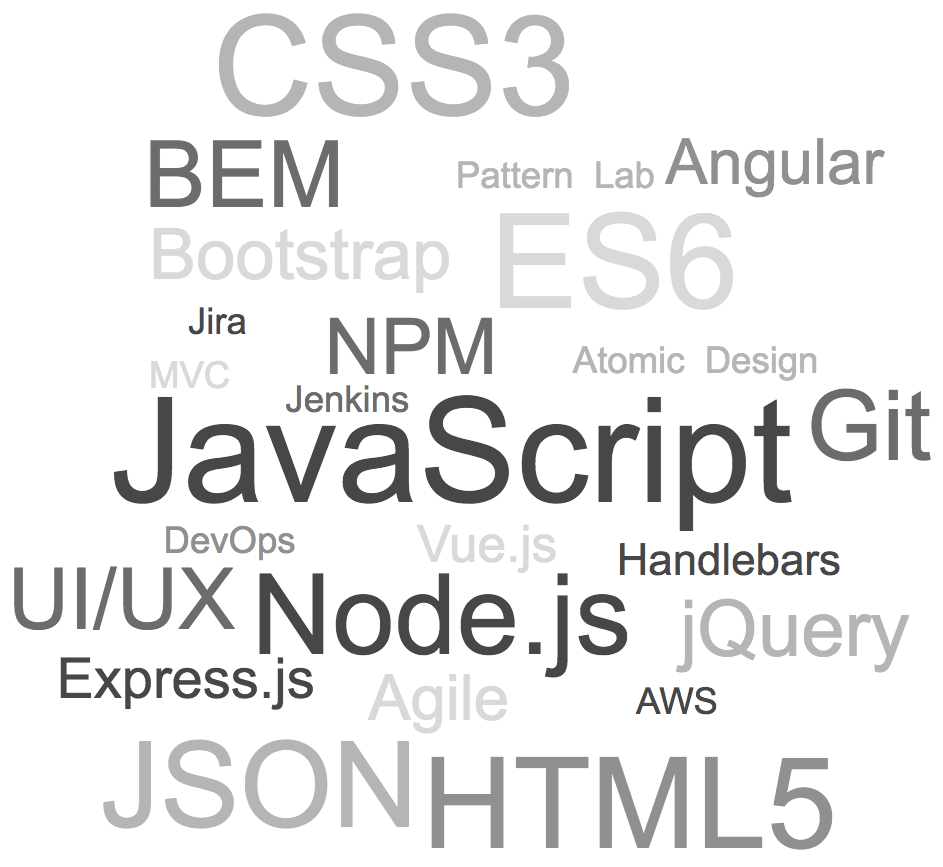 CSS3
BEM
Pattern Lab
Angular
Bootstrap
ES6
Jira
NPM
Atomic Design
MVC
Jenkins
JavaScript
Git
DevOps
Vue.js
Handlebars
UI/UX
Node.js
jQuery
Express.js
Agile
AWS
JSON
HTML5